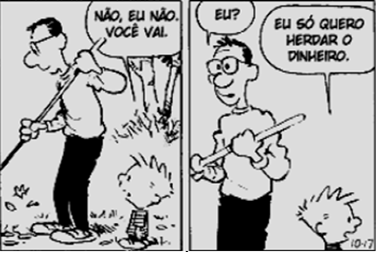 NÃO, EU NÃO.
VOCÊ VAI.
EU?
EU SÓ QUERO
HERDAR O
DINHEIRO.
10-17